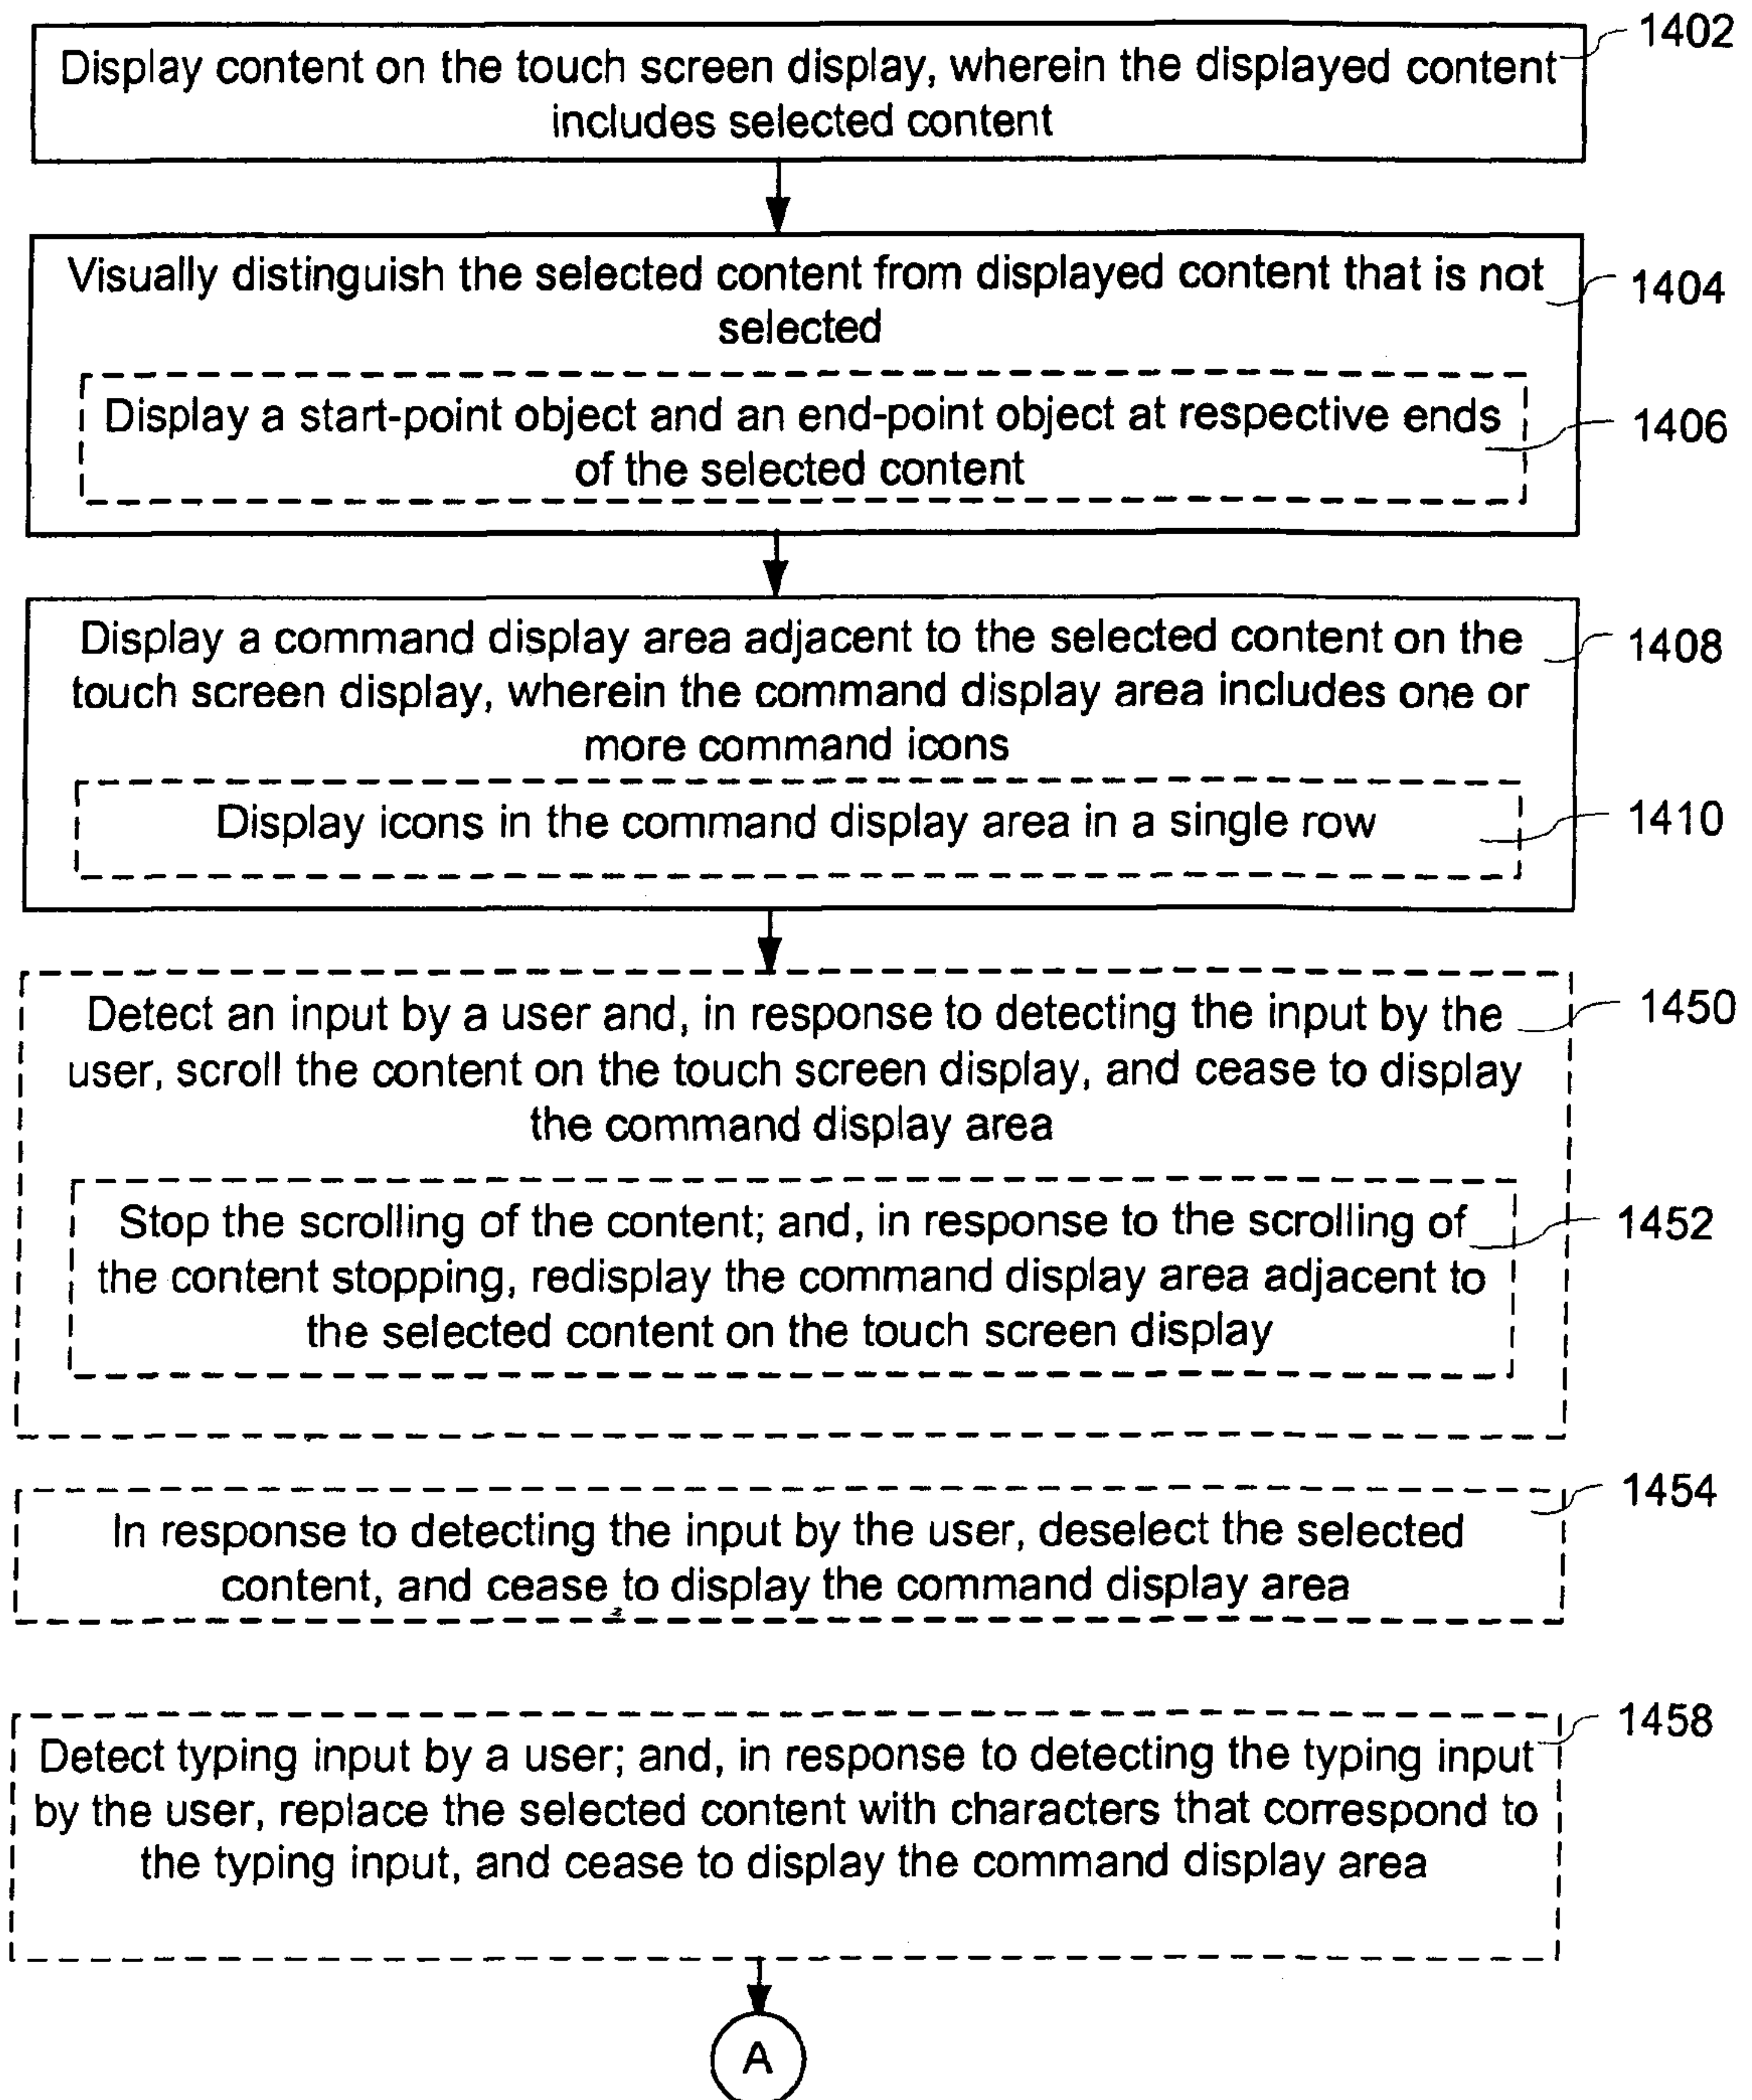 1402
Display content on the touch screen display, wherein the displayed content
includes selected content
Visually distinguish the selected content from displayed content that is not
selected
1404
Display a start-point object and an end-point object at respective ends
of the selected content
1406
Display a command display area adjacent to the selected content on the
touch screen display, wherein the command display area includes one or
more command icons
1408
Display icons in the command display area in a single row
1410
Detect an input by a user and, in response to detecting the input by the
user, scroll the content on the touch screen display, and cease to display
the command display area
1450
Stop the scrolling of the content; and, in response to the scrolling of
the content stopping, redisplay the command display area adjacent to
the selected content on the touch screen display
1452
1454
In response to detecting the input by the user, deselect the selected
content, and cease to display the command display area
1458
Detect typing input by a user; and, in response to detecting the typing input
by the user, replace the selected content with characters that correspond to
the typing input, and cease to display the command display area
A